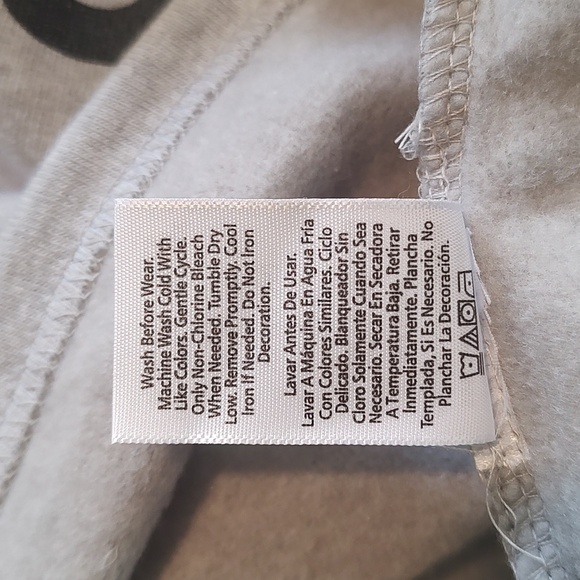 Wash Before Wear.
Machine Wash Cold With
Like Colors. Gentle Cycle.
Only Non-Chlorine Bleach
When Needed. Tumble Dry
Low. Remove Promptly. Cool
Iron If Needed. Do Not Iron
Decoration.
Lavar Antes De Usar.
Lavar A Máquina En Agua Fría
Con Colores Similares. Ciclo
Delicado. Blanqueador Sin
Cloro Solamente Cuando Sea
Necesario. Secar En Secadora
A Temperatura Baja. Retirar
Inmediatamente. Plancha
Templada, Si Es Necesario. No
Planchar La Decoración.